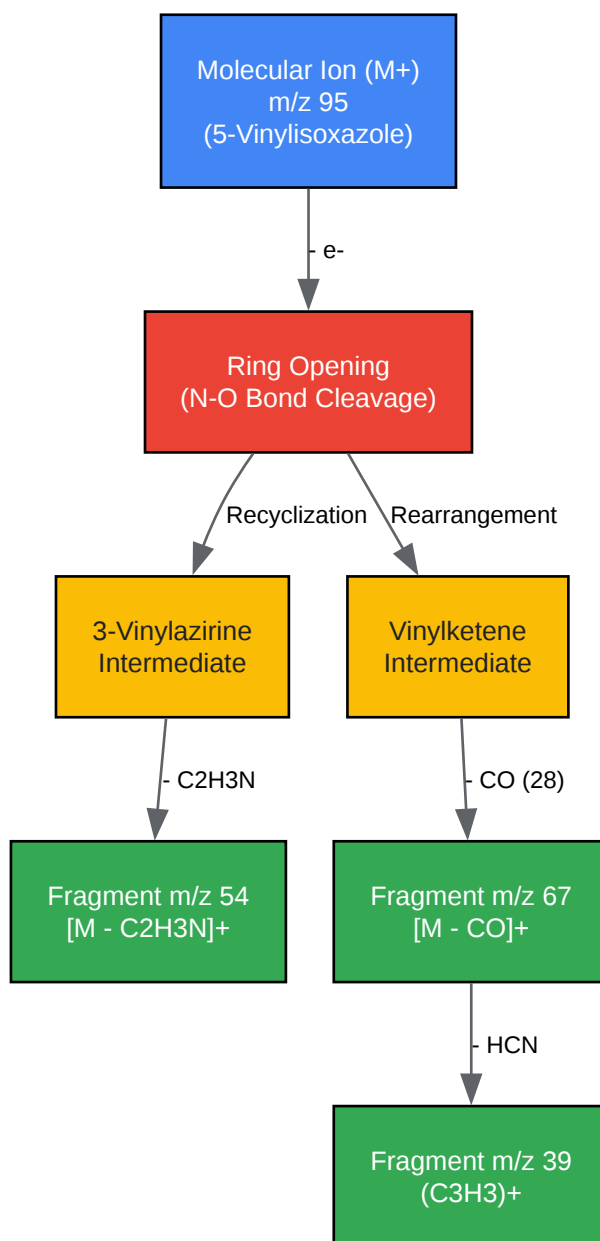 Molecular Ion (M+)
m/z 95
(5-Vinylisoxazole)
- e-
Ring Opening
(N-O Bond Cleavage)
Recyclization
Rearrangement
3-Vinylazirine
Intermediate
Vinylketene
Intermediate
- C2H3N
- CO (28)
Fragment m/z 54
[M - C2H3N]+
Fragment m/z 67
[M - CO]+
- HCN
Fragment m/z 39
(C3H3)+